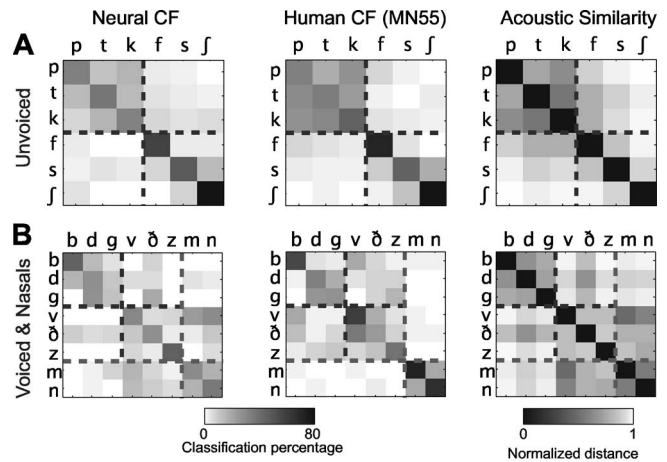 Neural CF Human CF (MN55) Acoustic Similarity
A p t k f s ʃ p t k f s ʃ p t k f s ʃ
Unvoiced
p p p
t t t
k k k
f f f
s s s
ʃ ʃ ʃ
B b d g v ð z m n b d g v ð z m n b d g v ð z m n
Voiced & Nasals
b b b
d d d
g g g
v v v
ð ð ð
z z z
m m m
n n n
0 80 0 1
Classification percentage Normalized distance